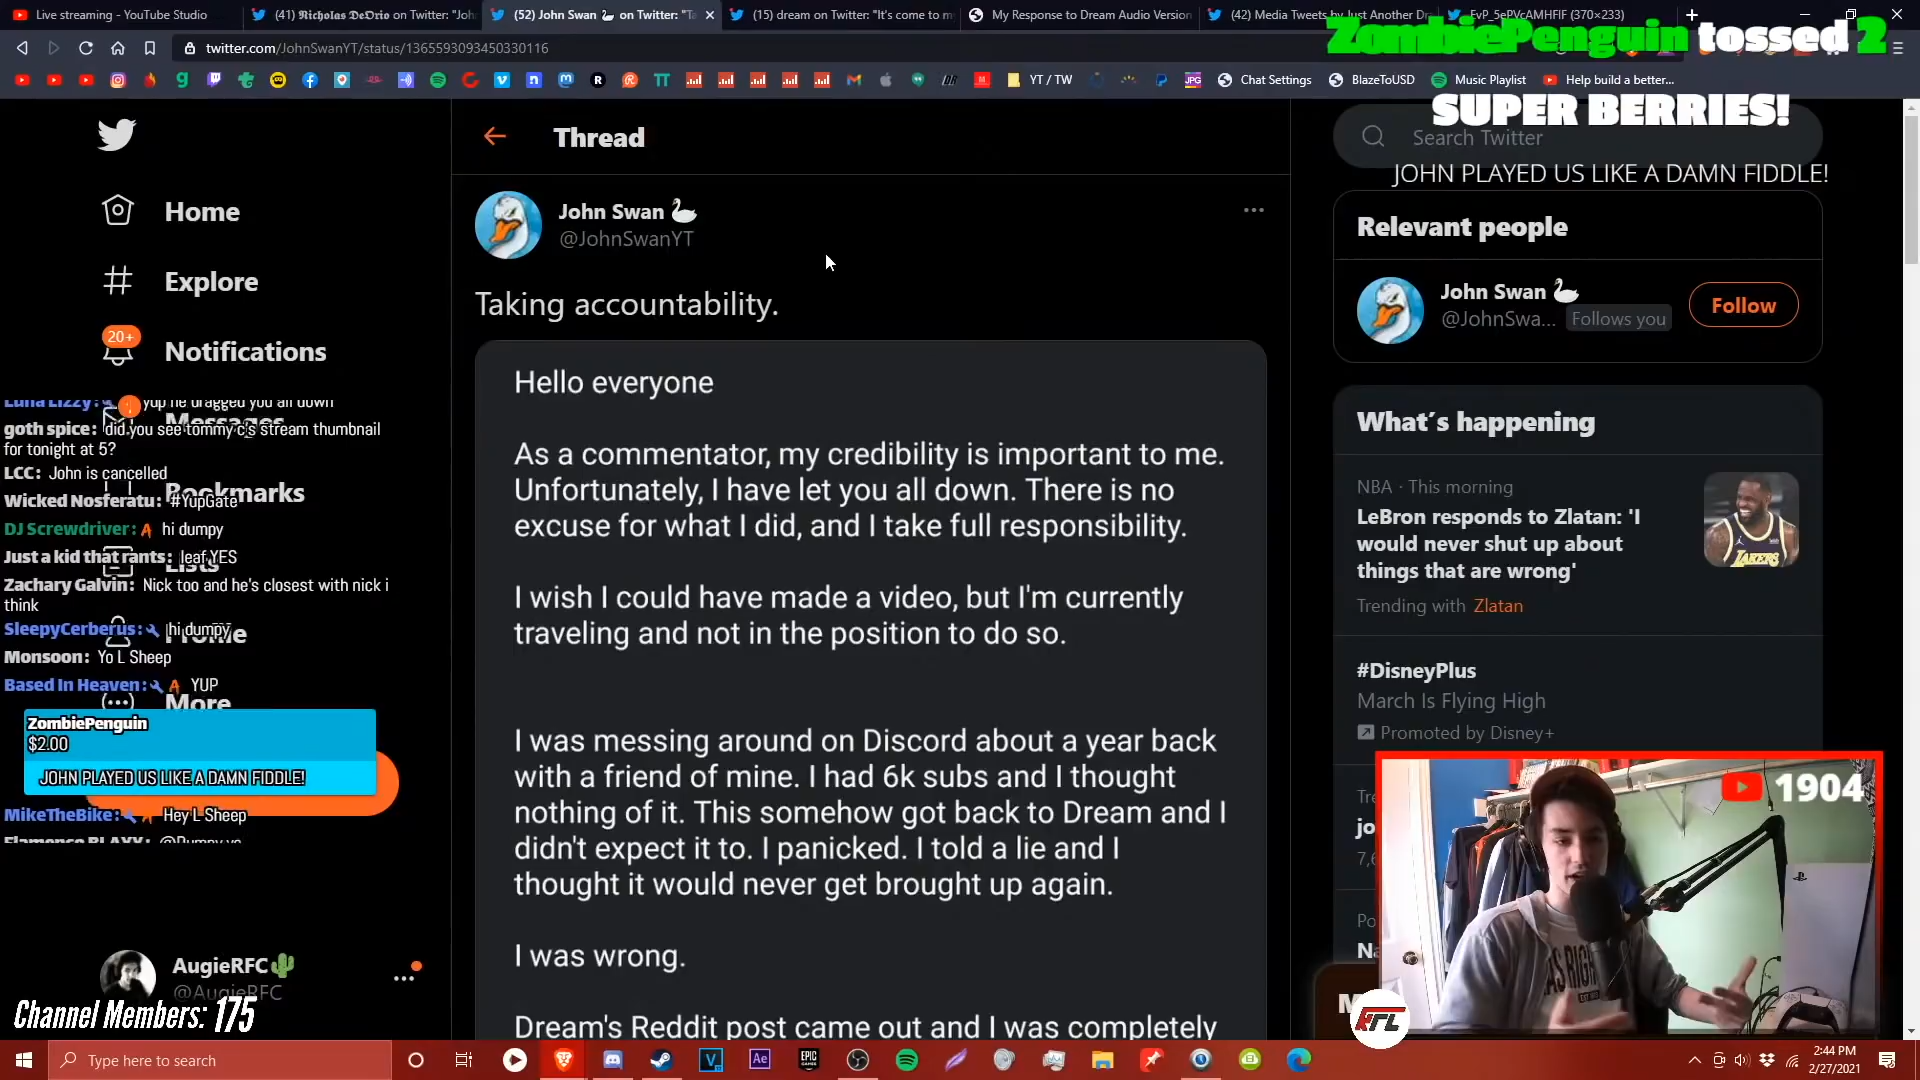 Live streaming - YouTube Studio
(41) 𝕹𝖎𝖈𝖍𝖔𝖑𝖆𝖘 𝕯𝖊𝕺𝖗𝖎𝖔 on Twitter: "Joh
(52) John Swan 🦢 on Twitter: "Ta
(15) dream on Twitter: "It's come to m
My Response to Dream Audio Version
(42) Media Tweets by Just Another Dr
EvP_5ePVcAMHFIF (370×233)
twitter.com/JohnSwanYT/status/1365593093450330116
ZombiePenguin tossed 2
SUPER BERRIES!
JOHN PLAYED US LIKE A DAMN FIDDLE!
YT / TW
Chat Settings
BlazeToUSD
Music Playlist
Help build a better...
Home
Explore
20+
Notifications
Messages
Bookmarks
Lists
Profile
More
Luna Lizzy: yup he dragged you all down
goth spice: did you see tommy c's stream thumbnail
for tonight at 5?
LCC: John is cancelled
Wicked Nosferatu: #YupGate
DJ Screwdriver: hi dumpy
Just a kid that rants: leaf YES
Zachary Galvin: Nick too and he's closest with nick i
think
SleepyCerberus: hi dumpy
Monsoon: Yo L Sheep
Based In Heaven: YUP
ZombiePenguin
$2.00
JOHN PLAYED US LIKE A DAMN FIDDLE!
MikeTheBike: Hey L Sheep
AugieRFC🌵
@AugieRFC
Channel Members: 175
Thread
John Swan 🦢
@JohnSwanYT
Taking accountability.
Hello everyone
As a commentator, my credibility is important to me.
Unfortunately, I have let you all down. There is no
excuse for what I did, and I take full responsibility.
I wish I could have made a video, but I'm currently
traveling and not in the position to do so.
I was messing around on Discord about a year back
with a friend of mine. I had 6k subs and I thought
nothing of it. This somehow got back to Dream and I
didn't expect it to. I panicked. I told a lie and I
thought it would never get brought up again.
I was wrong.
Dream's Reddit post came out and I was completely
Search Twitter
Relevant people
John Swan 🦢
@JohnSwa... Follows you
Follow
What's happening
NBA · This morning
LeBron responds to Zlatan: 'I
would never shut up about
things that are wrong'
Trending with Zlatan
#DisneyPlus
March Is Flying High
Promoted by Disney+
1904
RFL
Type here to search
2:44 PM
2/27/2021